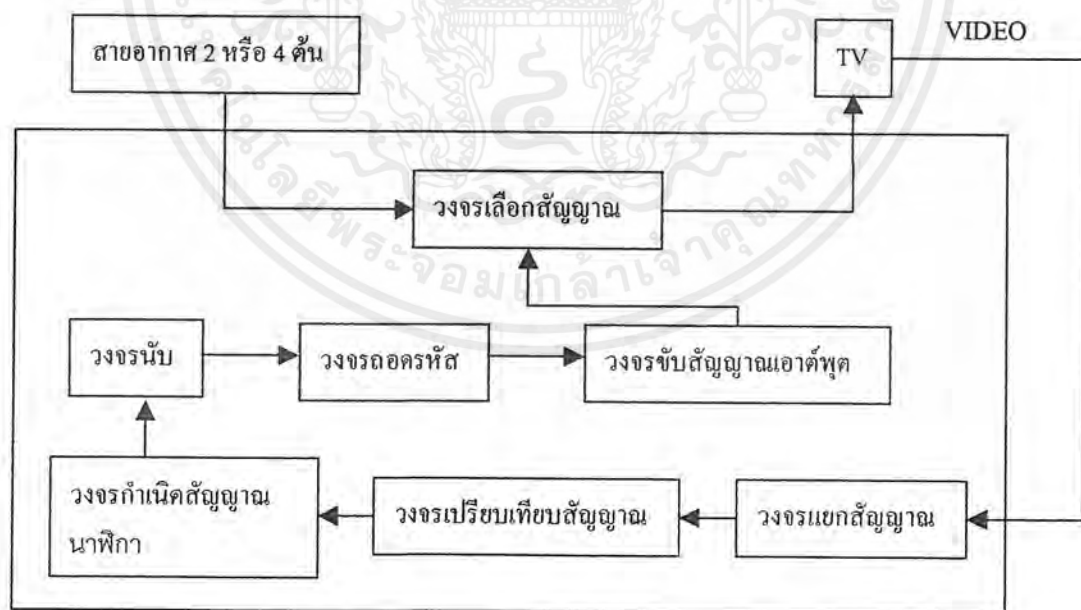 สายอากาศ 2 หรือ 4 ต้น
TV
VIDEO
วงจรเลือกสัญญาณ
วงจรนับ
วงจรถอดรหัส
วงจรขับสัญญาณเอาต์พุต
วงจรกำเนิดสัญญาณ
นาฬิกา
วงจรเปรียบเทียบสัญญาณ
วงจรแยกสัญญาณ